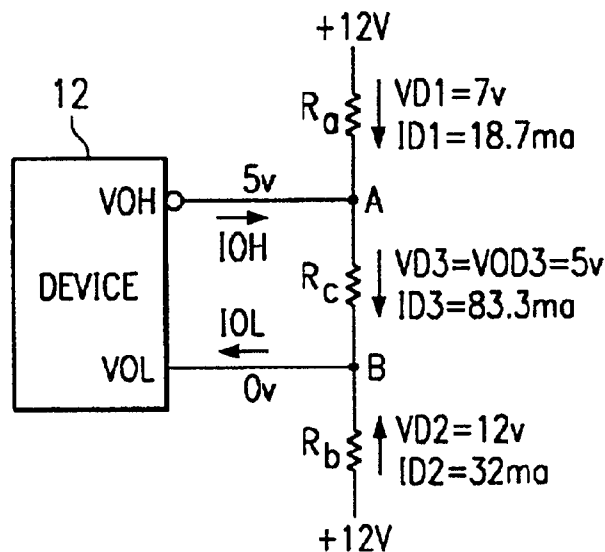 +12V
12
Ra
VD1=7v
ID1=18.7ma
VOH
5v
A
IOH
DEVICE
Rc
VD3=VOD3=5v
ID3=83.3ma
IOL
VOL
0v
B
Rb
VD2=12v
ID2=32ma
+12V